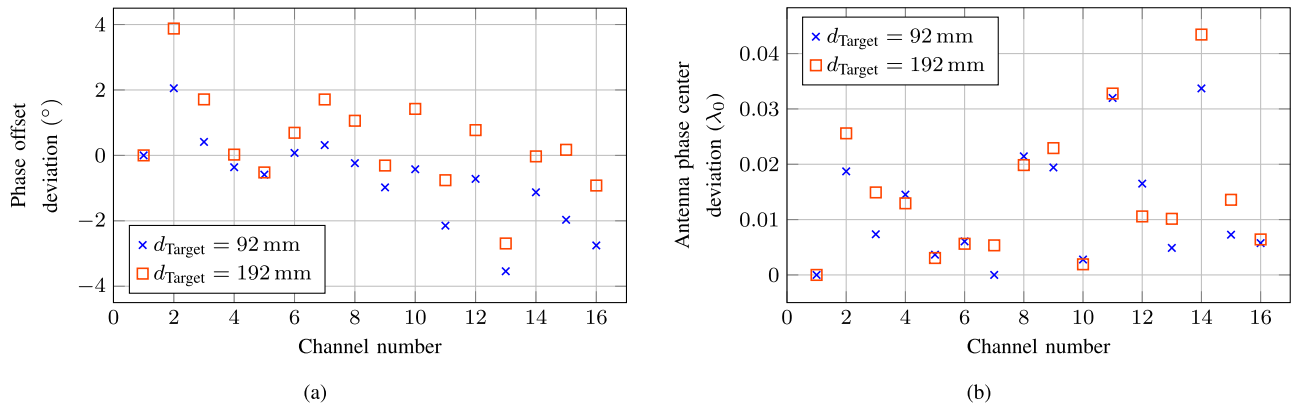 4
2
0
−2
−4
Phase offset
deviation (°)
d_Target = 92 mm
d_Target = 192 mm
0 2 4 6 8 10 12 14 16
Channel number
(a)
0.04
0.03
0.02
0.01
0
Antenna phase center
deviation (λ₀)
d_Target = 92 mm
d_Target = 192 mm
0 2 4 6 8 10 12 14 16
Channel number
(b)